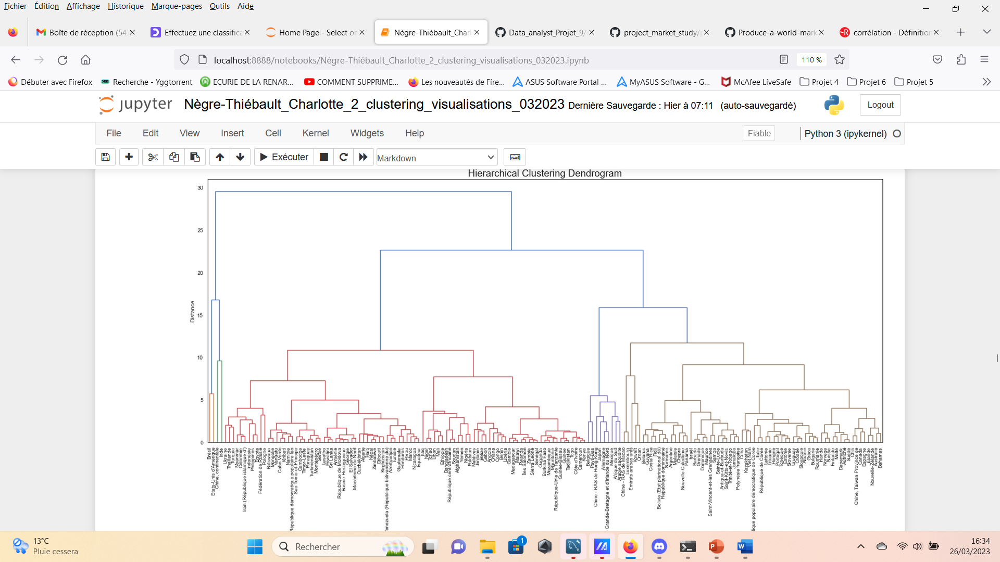 Fichier Édition Affichage Historique Marque-pages Outils Aide
Boîte de réception (54
Effectuez une classifica
Home Page - Select or
Nègre-Thiébault_Charl
Data_analyst_Projet_9/
project_market_study/
Produce-a-world-mark
corrélation - Définition
localhost:8888/notebooks/Nègre-Thiébault_Charlotte_2_clustering_visualisations_032023.ipynb
110 %
Débuter avec Firefox
Recherche - Yggtorrent
ECURIE DE LA RENAR...
COMMENT SUPPRIME...
Les nouveautés de Fire...
ASUS Software Portal ...
MyASUS Software - G...
McAfee LiveSafe
Projet 4
Projet 6
Projet 5
jupyter Nègre-Thiébault_Charlotte_2_clustering_visualisations_032023 Dernière Sauvegarde : Hier à 07:11 (auto-sauvegardé)
Logout
File Edit View Insert Cell Kernel Widgets Help
Fiable
Python 3 (ipykernel)
Exécuter
Markdown
Hierarchical Clustering Dendrogram
30
25
20
15
10
5
0
Distance
Brésil
Etats-Unis d'Amérique
Chine, continentale
Inde
Ukraine
Thaïlande
Turquie
Myanmar
Colombie
Iran (République islamique d')
Indonésie
Philippines
Égypte
Fédération de Russie
Pologne
Botswana
Mongolie
Vanuatu
Cabo Verde
Kiribati
Namibie
République démocratique populaire lao
Sao Tomé-et-Principe
Cambodge
Timor-Leste
Paraguay
Turkménistan
Monténégro
Serbie
Lesotho
Eswatini
Sri Lanka
Arménie
République de Moldova
Bosnie-Herzégovine
Géorgie
El Salvador
Macédoine du Nord
Ouzbékistan
Algérie
Haïti
Népal
Zimbabwe
Djibouti
Kirghizistan
Venezuela (République bolivarienne du)
Azerbaïdjan
Tunisie
Guatemala
Honduras
Pérou
Maroc
Nicaragua
Équateur
Iraq
Niger
Tchad
Liban
Mali
Éthiopie
Bangladesh
République centrafricaine
Soudan
Afghanistan
Yémen
Nigéria
Pakistan
Maldives
Jordanie
Belize
Gabon
Angola
Ghana
Congo
Bénin
Libéria
Gambie
Madagascar
Malawi
Rwanda
Îles Salomon
Zambie
Sierra Leone
Sénégal
Ouganda
Burkina Faso
Mozambique
Mauritanie
République-Unie de Tanzanie
Guinée-Bissau
Guinée
Tadjikistan
Togo
Côte d'Ivoire
Cameroun
Kenya
Belgique
Pays-Bas
Chine - RAS de Hong-Kong
Japon
Allemagne
Grande-Bretagne et d'Irlande du Nord
Mexique
Afrique du Sud
Arabie saoudite
Chine - RAS de Macao
Luxembourg
Émirats arabes unis
Koweït
Oman
Bélarus
Guyana
Costa Rica
Fidji
Bolivie (État plurinational de)
République dominicaine
Suriname
Argentine
Malaisie
Chypre
Nouvelle-Calédonie
Panama
Israël
Barbade
Grenade
Dominique
Maurice
Saint-Vincent-et-les Grenadines
Samoa
Sainte-Lucie
Antigua-et-Barbuda
Saint-Kitts-et-Nevis
Trinité-et-Tobago
Jamaïque
Polynésie française
Cuba
Kazakhstan
Viet Nam
ique populaire démocratique de Corée
Italie
République de Corée
Lettonie
Lituanie
Hongrie
Portugal
Tchéquie
Estonie
Slovénie
Uruguay
Croatie
Slovaquie
Albanie
Grèce
Bulgarie
Roumanie
Irlande
Norvège
Suisse
Finlande
Malte
Danemark
Autriche
Suède
Chili
Chine, Taiwan Province de
Canada
Espagne
Islande
Nouvelle-Zélande
Bahamas
13°C
Pluie cessera
Rechercher
1
16:34
26/03/2023